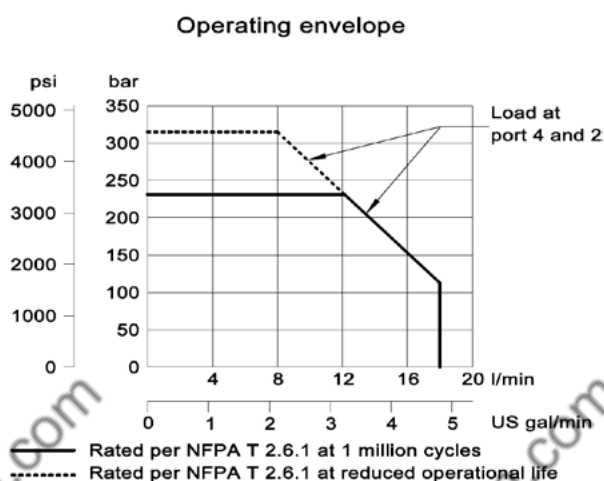 Operating envelope
psi bar
5000 350
300
Load at
port 4 and 2
4000 250
3000 200
150
2000 100
1000 50
0 0
4 8 12 16 20 l/min
0 1 2 3 4 5 US gal/min
Rated per NFPA T 2.6.1 at 1 million cycles
Rated per NFPA T 2.6.1 at reduced operational life
.com
.com